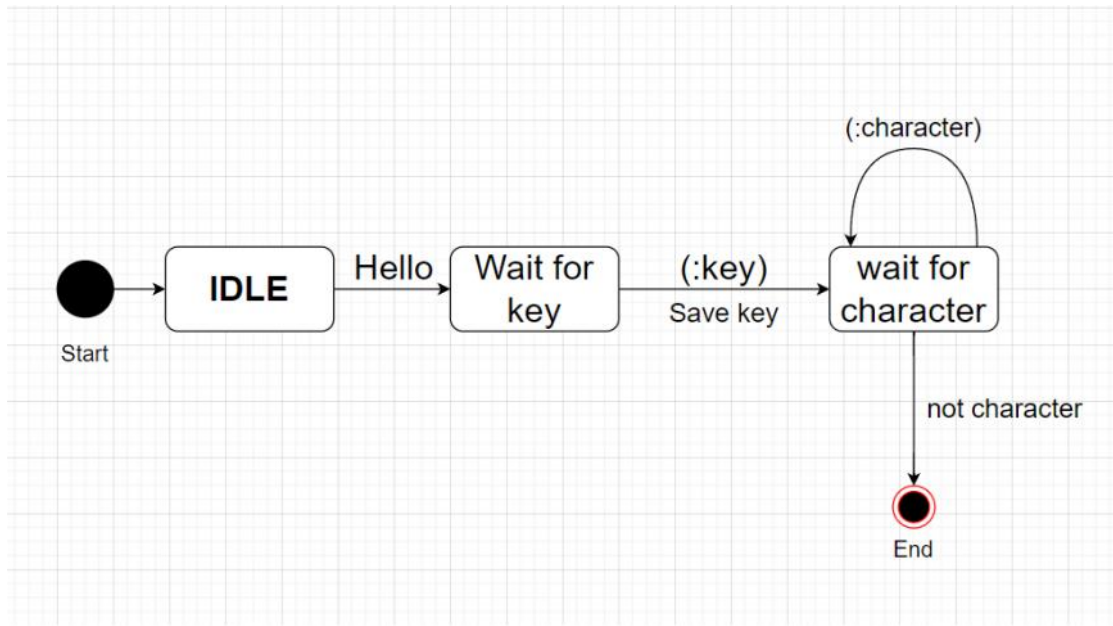 (:character)
IDLE
Hello
Wait for
key
(:key)
Save key
wait for
character
Start
not character
End